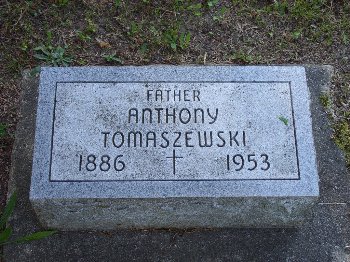 FATHER
ANTHONY
TOMASZEWSKI
1886 1953